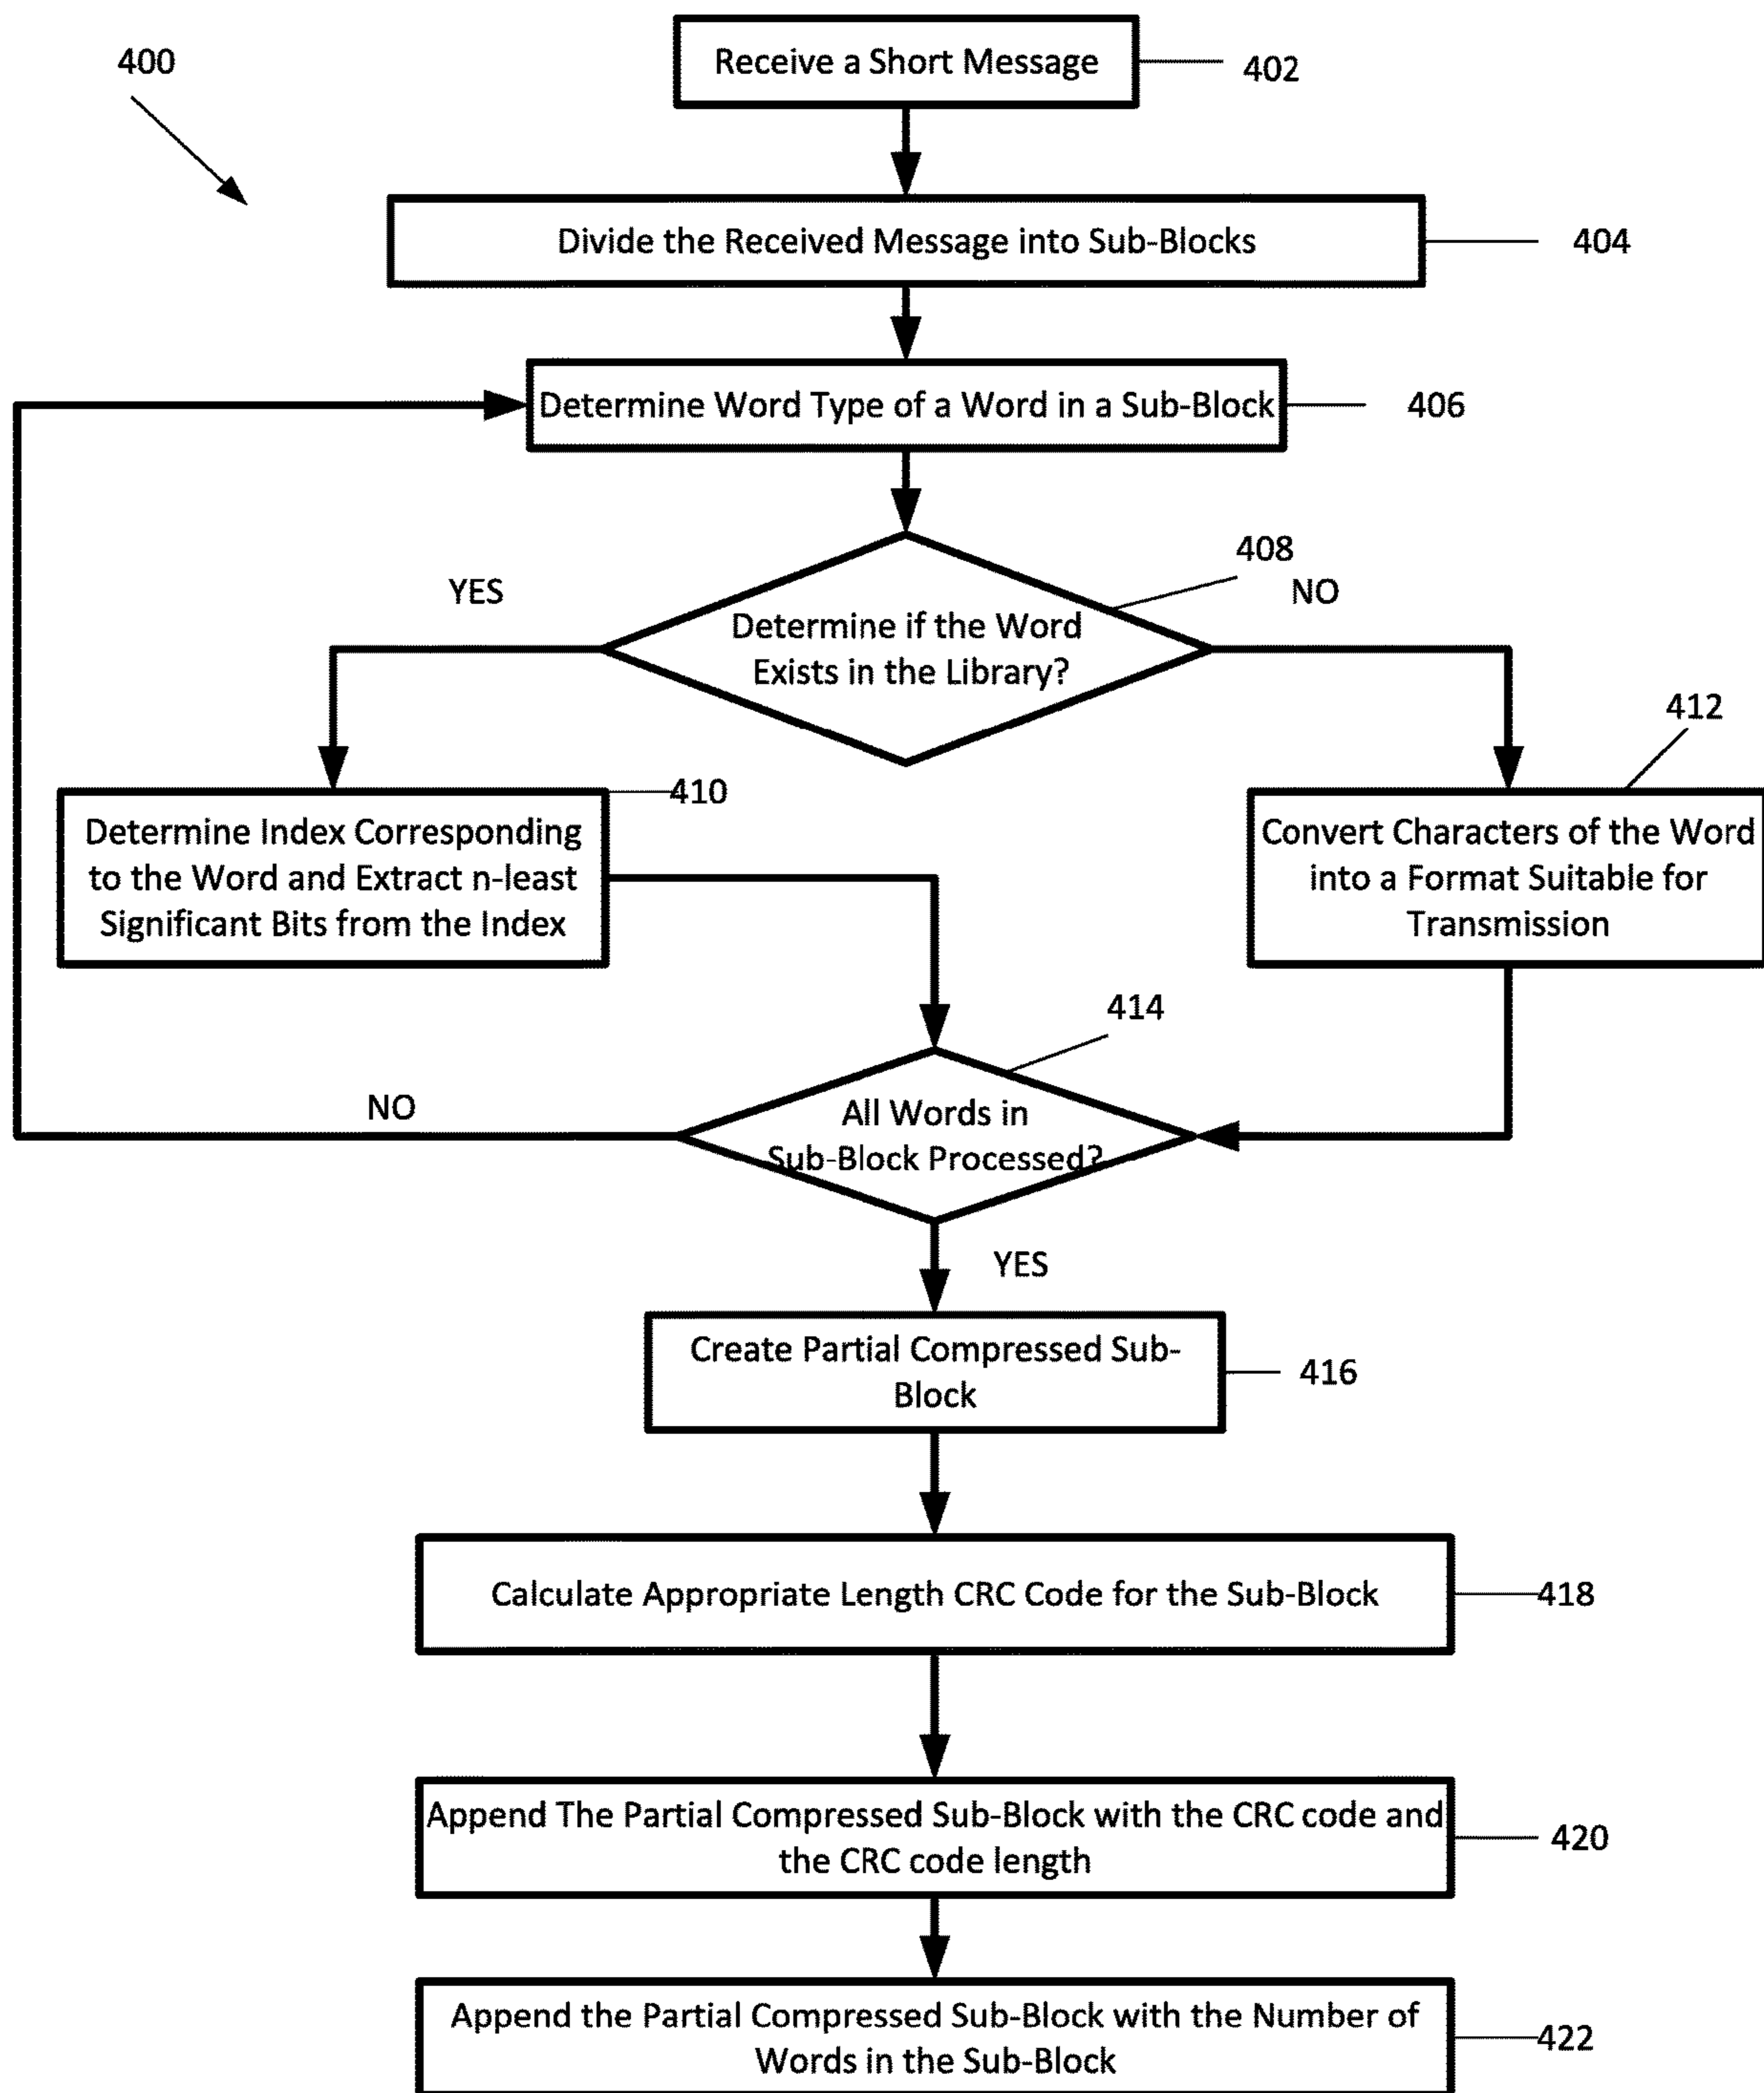 400
Receive a Short Message
402
Divide the Received Message into Sub-Blocks
404
Determine Word Type of a Word in a Sub-Block
406
408
YES
NO
Determine if the Word
Exists in the Library?
412
410
Determine Index Corresponding
to the Word and Extract n-least
Significant Bits from the Index
Convert Characters of the Word
into a Format Suitable for
Transmission
414
NO
All Words in
Sub-Block Processed?
YES
Create Partial Compressed Sub-
Block
416
Calculate Appropriate Length CRC Code for the Sub-Block
418
Append The Partial Compressed Sub-Block with the CRC code and
the CRC code length
420
Append the Partial Compressed Sub-Block with the Number of
Words in the Sub-Block
422